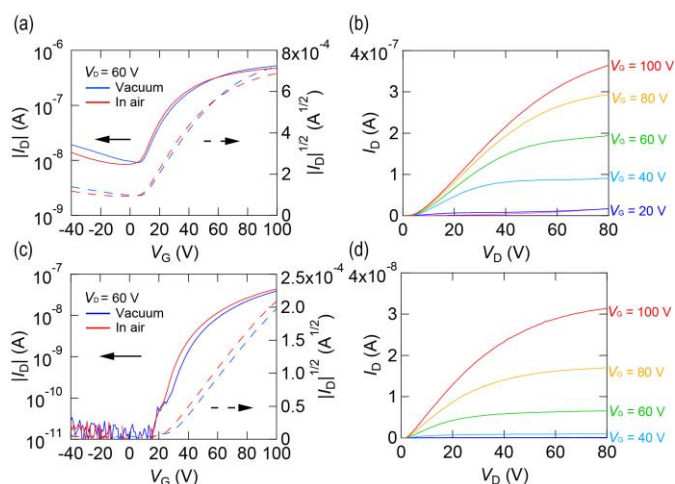 (a)
10⁻⁶
10⁻⁷
10⁻⁸
10⁻⁹
|I_D| (A)
V_D = 60 V
Vacuum
In air
8x10⁻⁴
6
4
2
0
|I_D|^1/2 (A^1/2)
-40 -20 0 20 40 60 80 100
V_G (V)
(b)
4x10⁻⁷
3
2
1
0
I_D (A)
V_G = 100 V
V_G = 80 V
V_G = 60 V
V_G = 40 V
V_G = 20 V
0 20 40 60 80
V_D (V)
(c)
10⁻⁷
10⁻⁸
10⁻⁹
10⁻¹⁰
10⁻¹¹
|I_D| (A)
V_D = 60 V
Vacuum
In air
2.5x10⁻⁴
2.0
1.5
1.0
0.5
0
|I_D|^1/2 (A^1/2)
-40 -20 0 20 40 60 80 100
V_G (V)
(d)
4x10⁻⁸
3
2
1
0
I_D (A)
V_G = 100 V
V_G = 80 V
V_G = 60 V
V_G = 40 V
0 20 40 60 80
V_D (V)